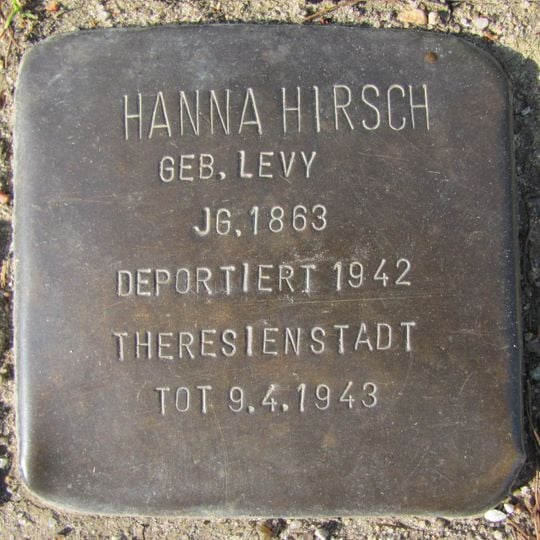 HANNA HIRSCH
GEB. LEVY
JG. 1863
DEPORTIERT 1942
THERESIENSTADT
TOT 9.4.1943